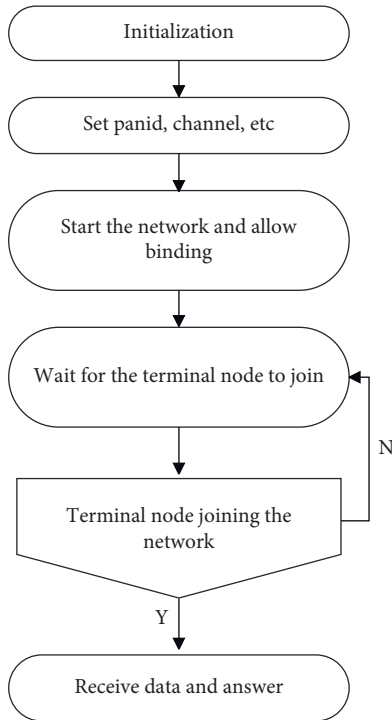 Initialization
Set panid, channel, etc
Start the network and allow
binding
Wait for the terminal node to join
N
Terminal node joining the
network
Y
Receive data and answer